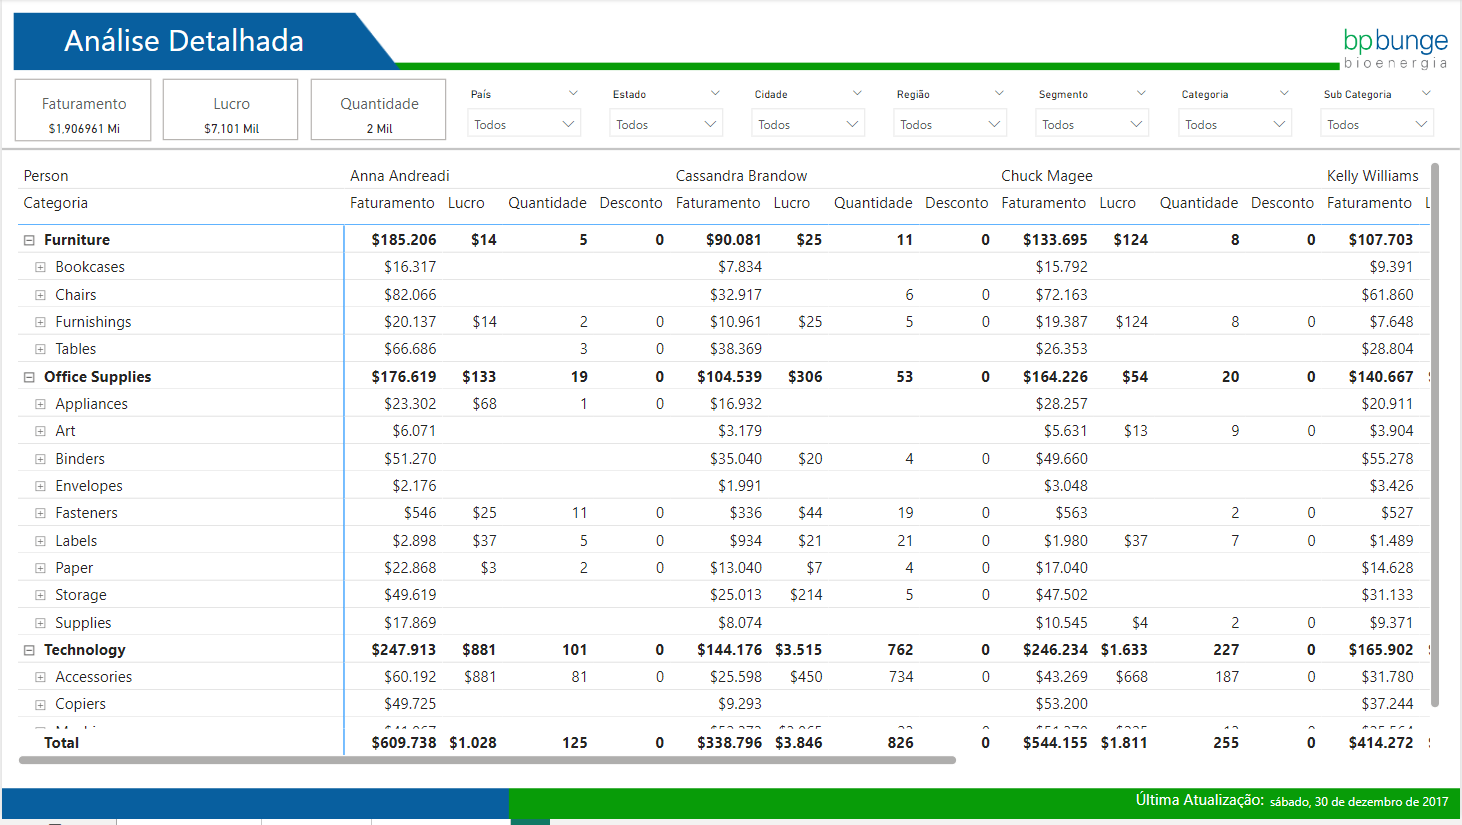 Análise Detalhada
bpbunge
bioenergia
Faturamento Lucro Quantidade
$1,906961 Mi $7,101 Mil 2 Mil
País Estado Cidade Região Segmento Categoria Sub Categoria
Todos Todos Todos Todos Todos Todos Todos
Person Anna Andreadi Cassandra Brandow Chuck Magee Kelly Williams
Categoria Faturamento Lucro Quantidade Desconto Faturamento Lucro Quantidade Desconto Faturamento Lucro Quantidade Desconto Faturamento
Furniture $185.206 $14 5 0 $90.081 $25 11 0 $133.695 $124 8 0 $107.703
Bookcases $16.317 $7.834 $15.792 $9.391
Chairs $82.066 $32.917 6 0 $72.163 $61.860
Furnishings $20.137 $14 2 0 $10.961 $25 5 0 $19.387 $124 8 0 $7.648
Tables $66.686 3 0 $38.369 $26.353 $28.804
Office Supplies $176.619 $133 19 0 $104.539 $306 53 0 $164.226 $54 20 0 $140.667
Appliances $23.302 $68 1 0 $16.932 $28.257 $20.911
Art $6.071 $3.179 $5.631 $13 9 0 $3.904
Binders $51.270 $35.040 $20 4 0 $49.660 $55.278
Envelopes $2.176 $1.991 $3.048 $3.426
Fasteners $546 $25 11 0 $336 $44 19 0 $563 2 0 $527
Labels $2.898 $37 5 0 $934 $21 21 0 $1.980 $37 7 0 $1.489
Paper $22.868 $3 2 0 $13.040 $7 4 0 $17.040 $14.628
Storage $49.619 $25.013 $214 5 0 $47.502 $31.133
Supplies $17.869 $8.074 $10.545 $4 2 0 $9.371
Technology $247.913 $881 101 0 $144.176 $3.515 762 0 $246.234 $1.633 227 0 $165.902
Accessories $60.192 $881 81 0 $25.598 $450 734 0 $43.269 $668 187 0 $31.780
Copiers $49.725 $9.293 $53.200 $37.244
Total $609.738 $1.028 125 0 $338.796 $3.846 826 0 $544.155 $1.811 255 0 $414.272
Última Atualização: sábado, 30 de dezembro de 2017